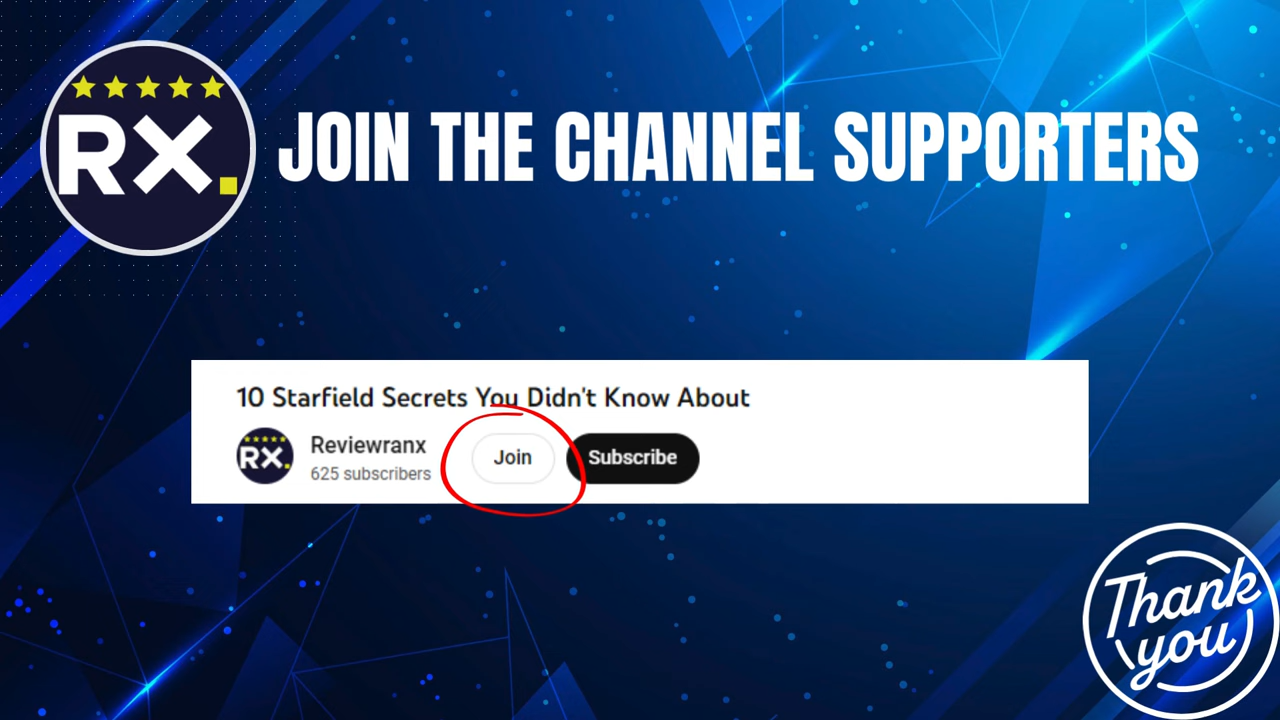 RX.
JOIN THE CHANNEL SUPPORTERS
10 Starfield Secrets You Didn't Know About
RX.
Reviewranx
625 subscribers
Join
Subscribe
Thank
you